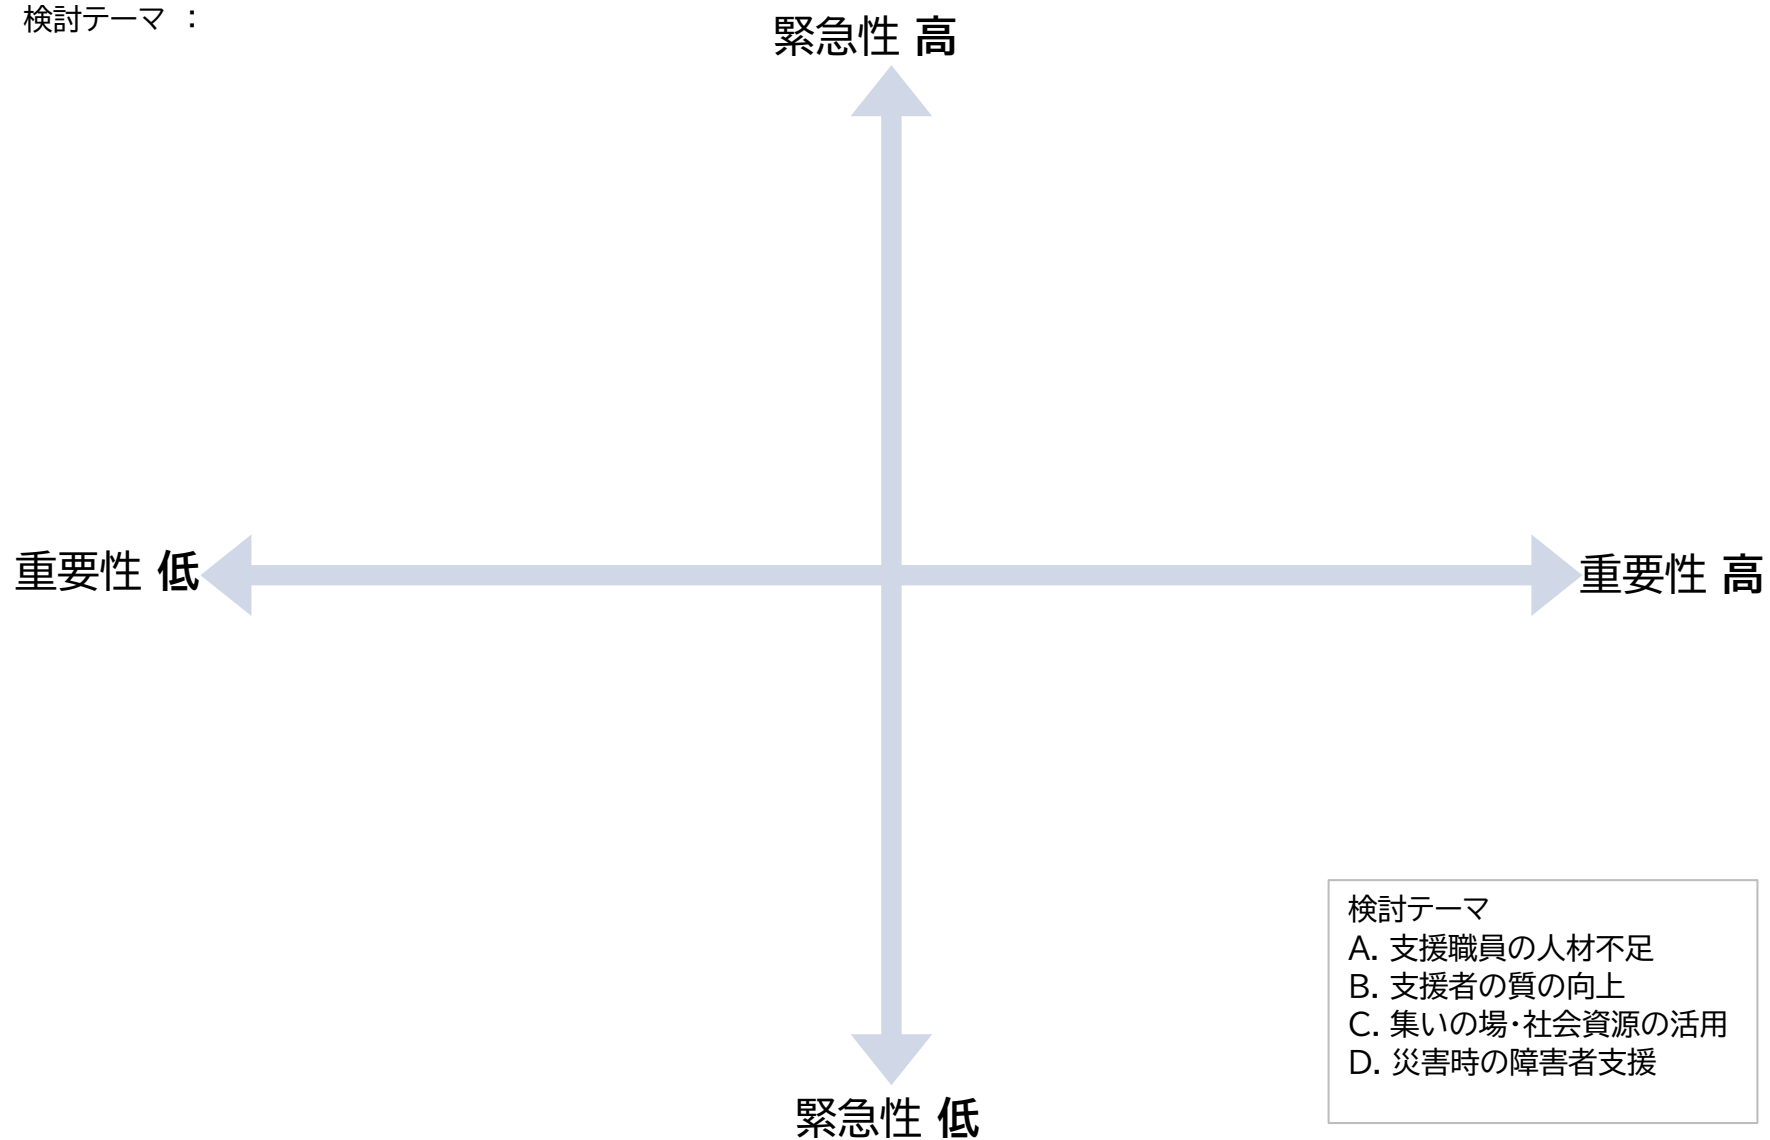 検討テーマ ：
緊急性 高
重要性 低
重要性 高
検討テーマ
A. 支援職員の人材不足
B. 支援者の質の向上
C. 集いの場・社会資源の活用
D. 災害時の障害者支援
緊急性 低